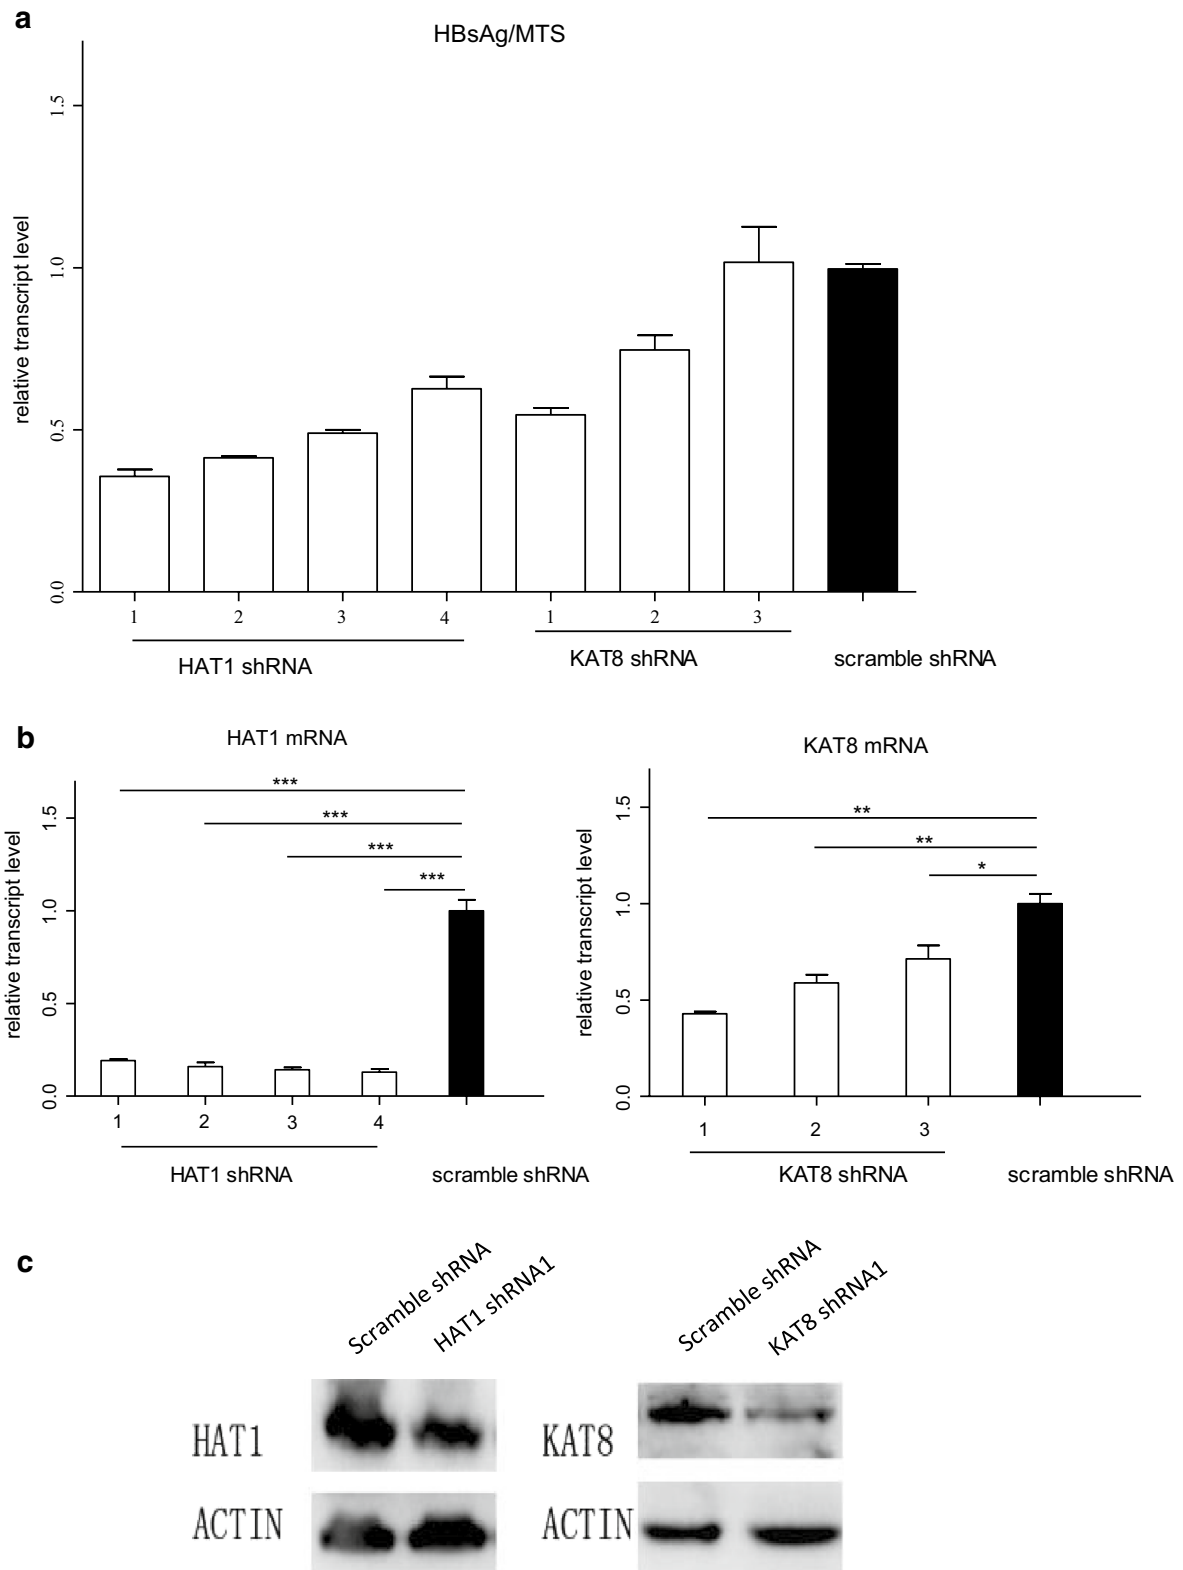 a
HBsAg/MTS
relative transcript level
1.5
1.0
0.5
0.0
1 2 3 4 1 2 3
HAT1 shRNA KAT8 shRNA scramble shRNA
b
HAT1 mRNA
relative transcript level
1.5
1.0
0.5
0.0
***
***
***
***
1 2 3 4
HAT1 shRNA scramble shRNA
KAT8 mRNA
relative transcript level
1.5
1.0
0.5
0.0
**
**
*
1 2 3
KAT8 shRNA scramble shRNA
c
Scramble shRNA
HAT1 shRNA1
HAT1
ACTIN
Scramble shRNA
KAT8 shRNA1
KAT8
ACTIN